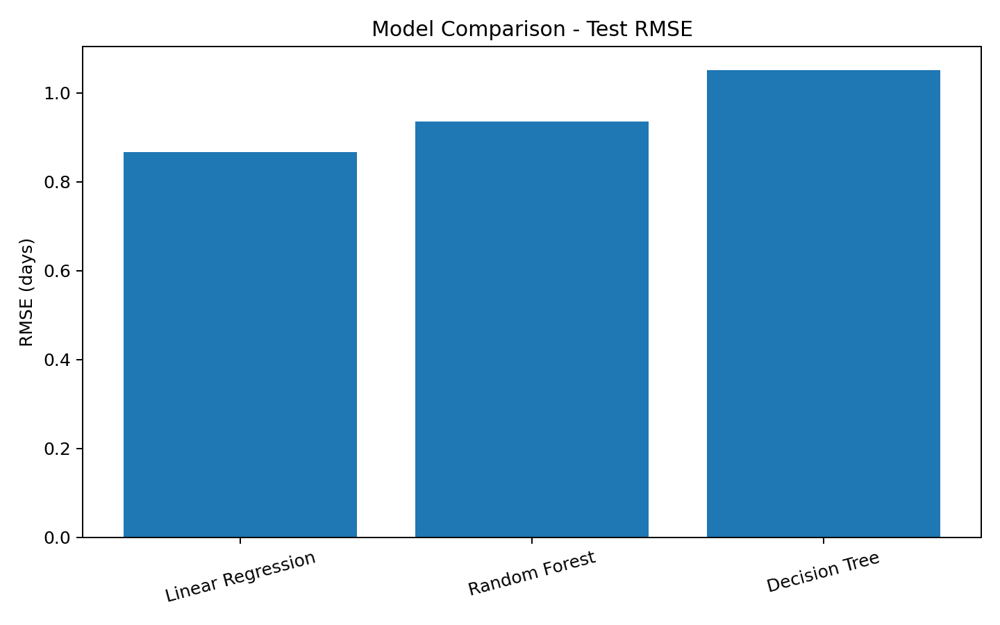 Model Comparison - Test RMSE
RMSE (days)
1.0
0.8
0.6
0.4
0.2
0.0
Linear Regression
Random Forest
Decision Tree